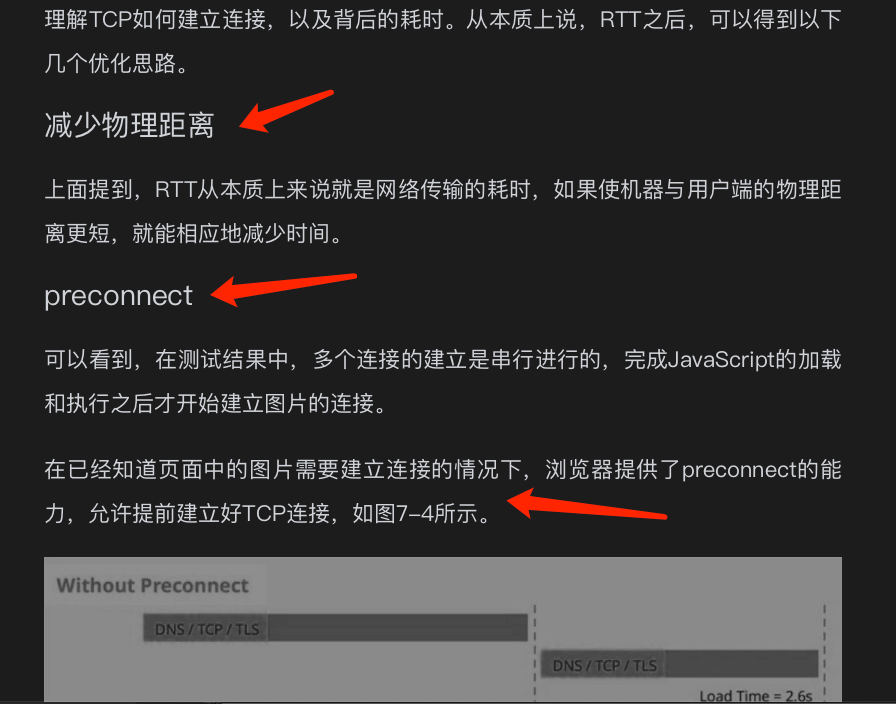 理解TCP如何建立连接，以及背后的耗时。从本质上说，RTT之后，可以得到以下
几个优化思路。
减少物理距离
上面提到，RTT从本质上来说就是网络传输的耗时，如果使机器与用户端的物理距
离更短，就能相应地减少时间。
preconnect
可以看到，在测试结果中，多个连接的建立是串行进行的，完成JavaScript的加载
和执行之后才开始建立图片的连接。
在已经知道页面中的图片需要建立连接的情况下，浏览器提供了preconnect的能
力，允许提前建立好TCP连接，如图7–4所示。
Without Preconnect
DNS / TCP / TLS
DNS / TCP / TLS
Load Time = 2.6s